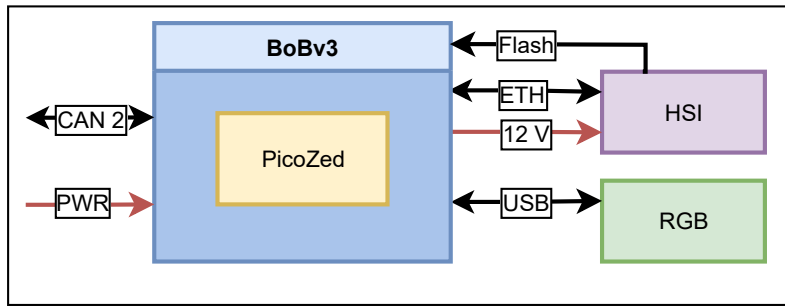 BoBv3
Flash
ETH
HSI
CAN 2
12 V
PicoZed
PWR
USB
RGB